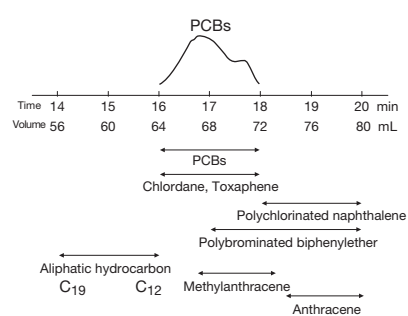 PCBs
Time 14 15 16 17 18 19 20 min
Volume 56 60 64 68 72 76 80 mL
PCBs
Chlordane, Toxaphene
Polychlorinated naphthalene
Polybrominated biphenylether
Aliphatic hydrocarbon
C19 C12
Methylanthracene
Anthracene